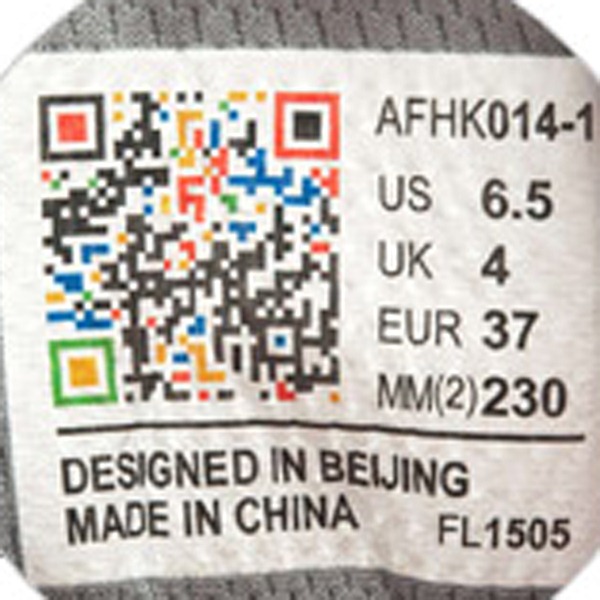 AFHK014-1
US 6.5
UK 4
EUR 37
MM(2)230
DESIGNED IN BEIJING
MADE IN CHINA FL1505